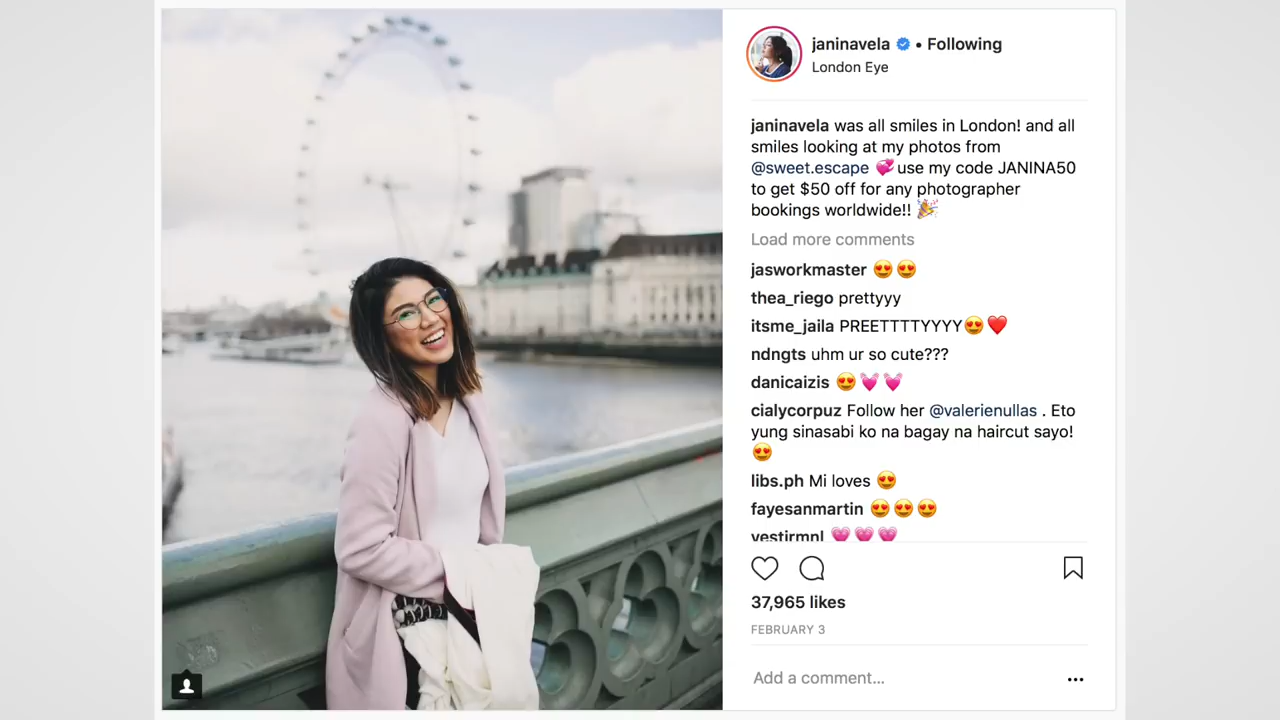 janinavela • Following
London Eye
janinavela was all smiles in London! and all
smiles looking at my photos from
@sweet.escape 💞 use my code JANINA50
to get $50 off for any photographer
bookings worldwide!! 🎉
Load more comments
jasworkmaster 😍😍
thea_riego prettyyy
itsme_jaila PREETTTTYYYY😍❤️
ndngts uhm ur so cute???
danicaizis 😍💓💓
cialycorpuz Follow her @valerienullas . Eto
yung sinasabi ko na bagay na haircut sayo!
😍
libs.ph Mi loves 😍
fayesanmartin 😍😍😍
vestirmnl 💗💗💗
37,965 likes
FEBRUARY 3
Add a comment...